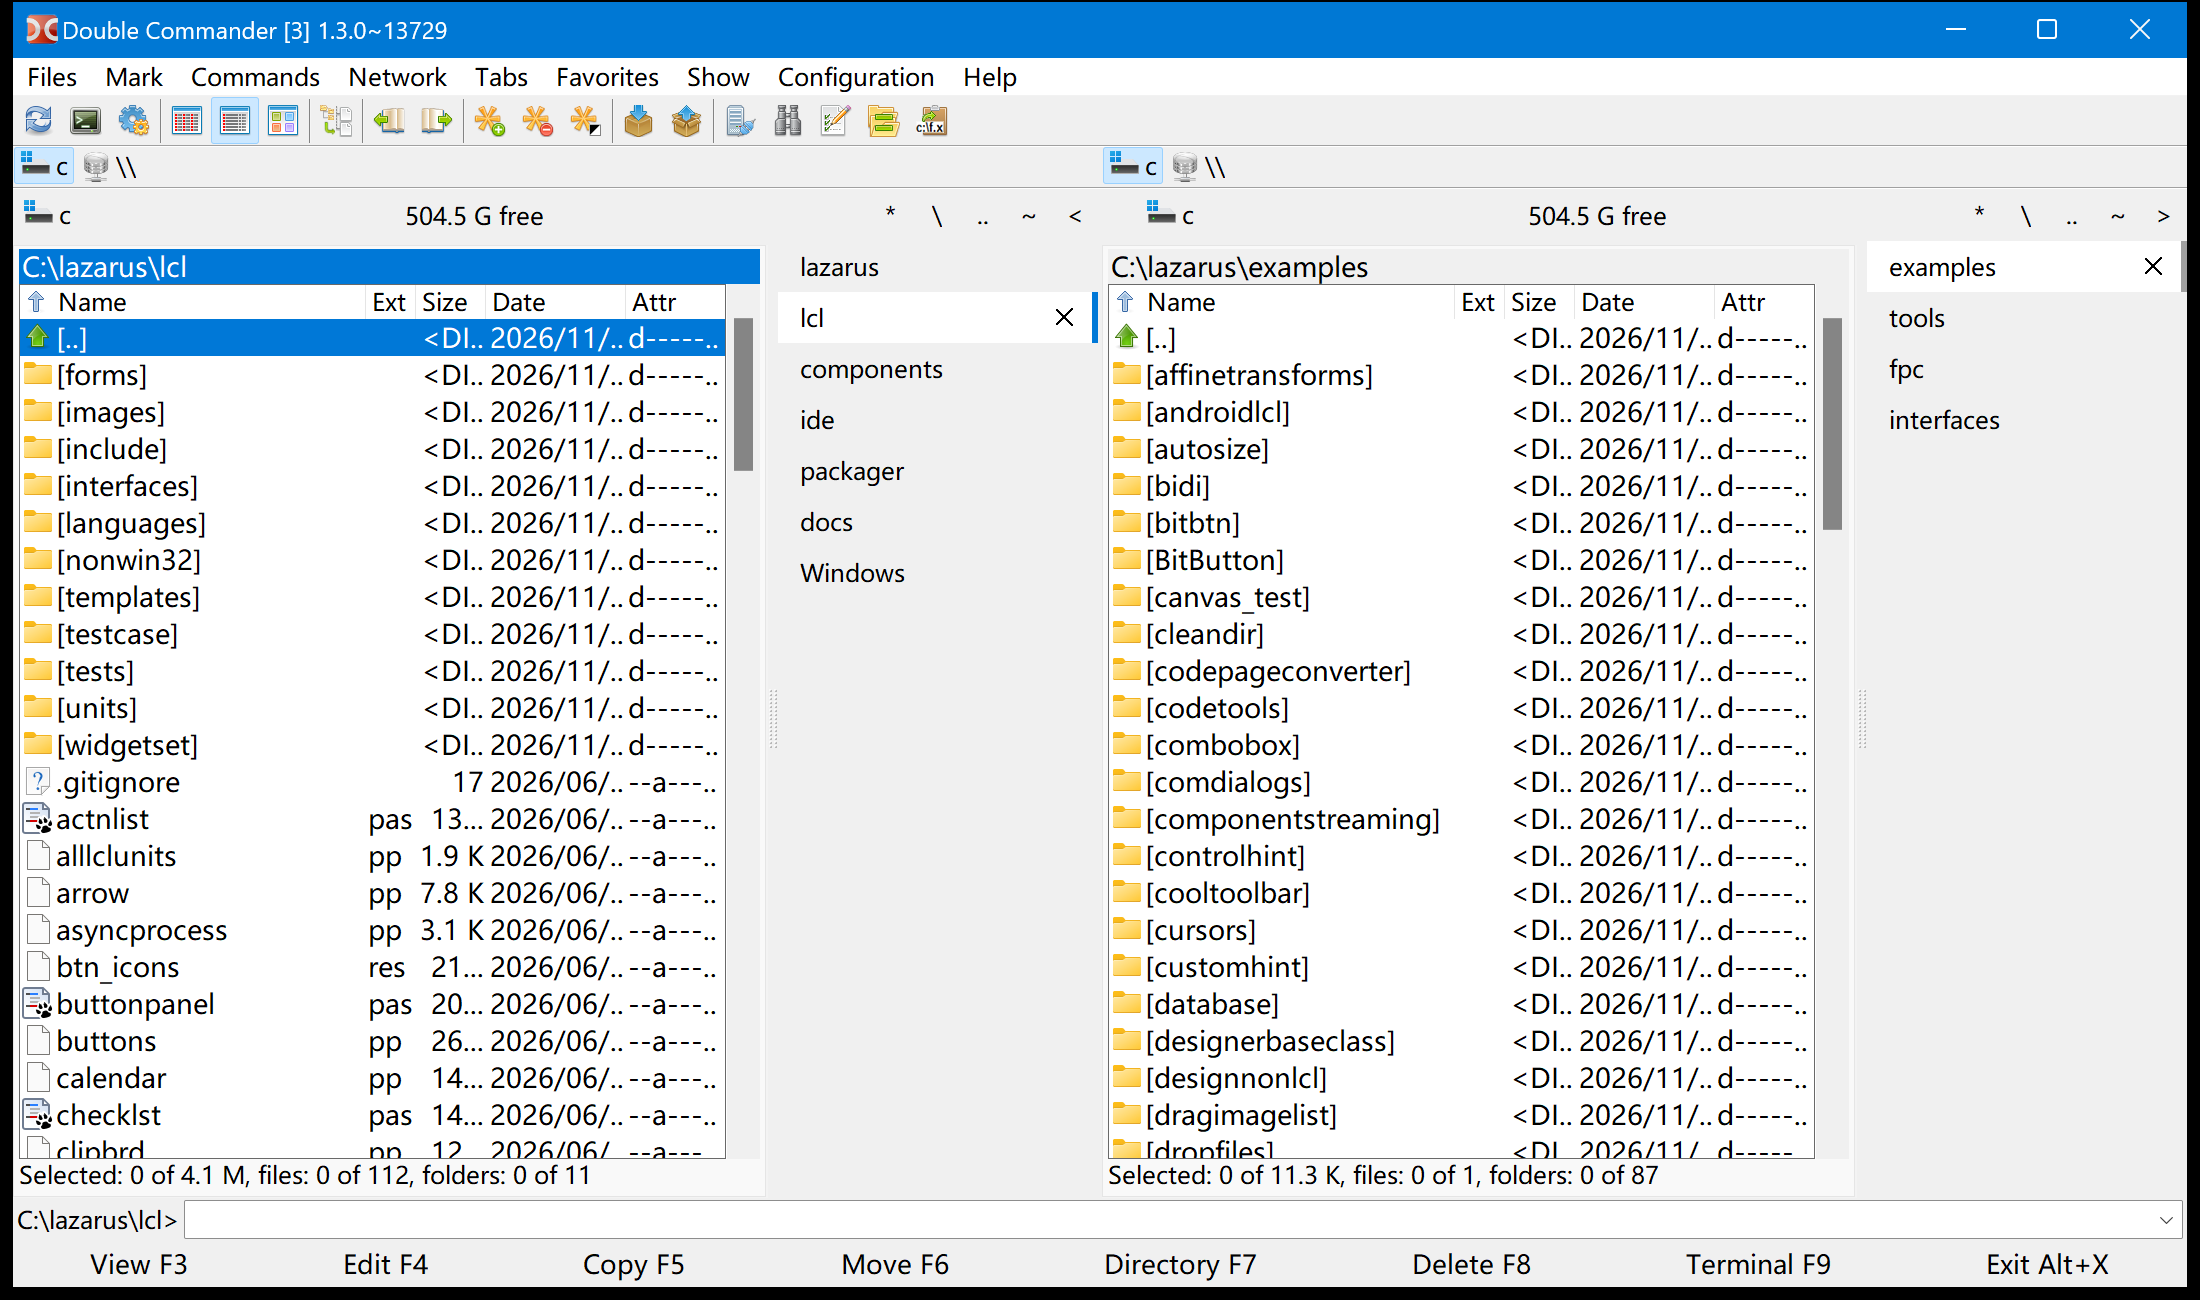 Double Commander [3] 1.3.0~13729
Files Mark Commands Network Tabs Favorites Show Configuration Help
c:\f.x
c \\ c \\
c 504.5 G free * \ .. ~ < c 504.5 G free * \ .. ~ >
C:\lazarus\lcl
Name Ext Size Date Attr
[..] <DI.. 2026/11/.. d-----..
[forms] <DI.. 2026/11/.. d-----..
[images] <DI.. 2026/11/.. d-----..
[include] <DI.. 2026/11/.. d-----..
[interfaces] <DI.. 2026/11/.. d-----..
[languages] <DI.. 2026/11/.. d-----..
[nonwin32] <DI.. 2026/11/.. d-----..
[templates] <DI.. 2026/11/.. d-----..
[testcase] <DI.. 2026/11/.. d-----..
[tests] <DI.. 2026/11/.. d-----..
[units] <DI.. 2026/11/.. d-----..
[widgetset] <DI.. 2026/11/.. d-----..
.gitignore 17 2026/06/.. --a---..
actnlist pas 13... 2026/06/.. --a---..
alllclunits pp 1.9 K 2026/06/.. --a---..
arrow pp 7.8 K 2026/06/.. --a---..
asyncprocess pp 3.1 K 2026/06/.. --a---..
btn_icons res 21... 2026/06/.. --a---..
buttonpanel pas 20... 2026/06/.. --a---..
buttons pp 26... 2026/06/.. --a---..
calendar pp 14... 2026/06/.. --a---..
checklst pas 14... 2026/06/.. --a---..
clipbrd pp 12 2026/06/.. --a---
Selected: 0 of 4.1 M, files: 0 of 112, folders: 0 of 11
lazarus
lcl
components
ide
packager
docs
Windows
C:\lazarus\examples
Name Ext Size Date Attr
[..] <DI.. 2026/11/.. d-----..
[affinetransforms] <DI.. 2026/11/.. d-----..
[androidlcl] <DI.. 2026/11/.. d-----..
[autosize] <DI.. 2026/11/.. d-----..
[bidi] <DI.. 2026/11/.. d-----..
[bitbtn] <DI.. 2026/11/.. d-----..
[BitButton] <DI.. 2026/11/.. d-----..
[canvas_test] <DI.. 2026/11/.. d-----..
[cleandir] <DI.. 2026/11/.. d-----..
[codepageconverter] <DI.. 2026/11/.. d-----..
[codetools] <DI.. 2026/11/.. d-----..
[combobox] <DI.. 2026/11/.. d-----..
[comdialogs] <DI.. 2026/11/.. d-----..
[componentstreaming] <DI.. 2026/11/.. d-----..
[controlhint] <DI.. 2026/11/.. d-----..
[cooltoolbar] <DI.. 2026/11/.. d-----..
[cursors] <DI.. 2026/11/.. d-----..
[customhint] <DI.. 2026/11/.. d-----..
[database] <DI.. 2026/11/.. d-----..
[designerbaseclass] <DI.. 2026/11/.. d-----..
[designnonlcl] <DI.. 2026/11/.. d-----..
[dragimagelist] <DI.. 2026/11/.. d-----..
[dropfiles] <DI.. 2026/11/.. d-----
Selected: 0 of 11.3 K, files: 0 of 1, folders: 0 of 87
examples
tools
fpc
interfaces
C:\lazarus\lcl>
View F3 Edit F4 Copy F5 Move F6 Directory F7 Delete F8 Terminal F9 Exit Alt+X